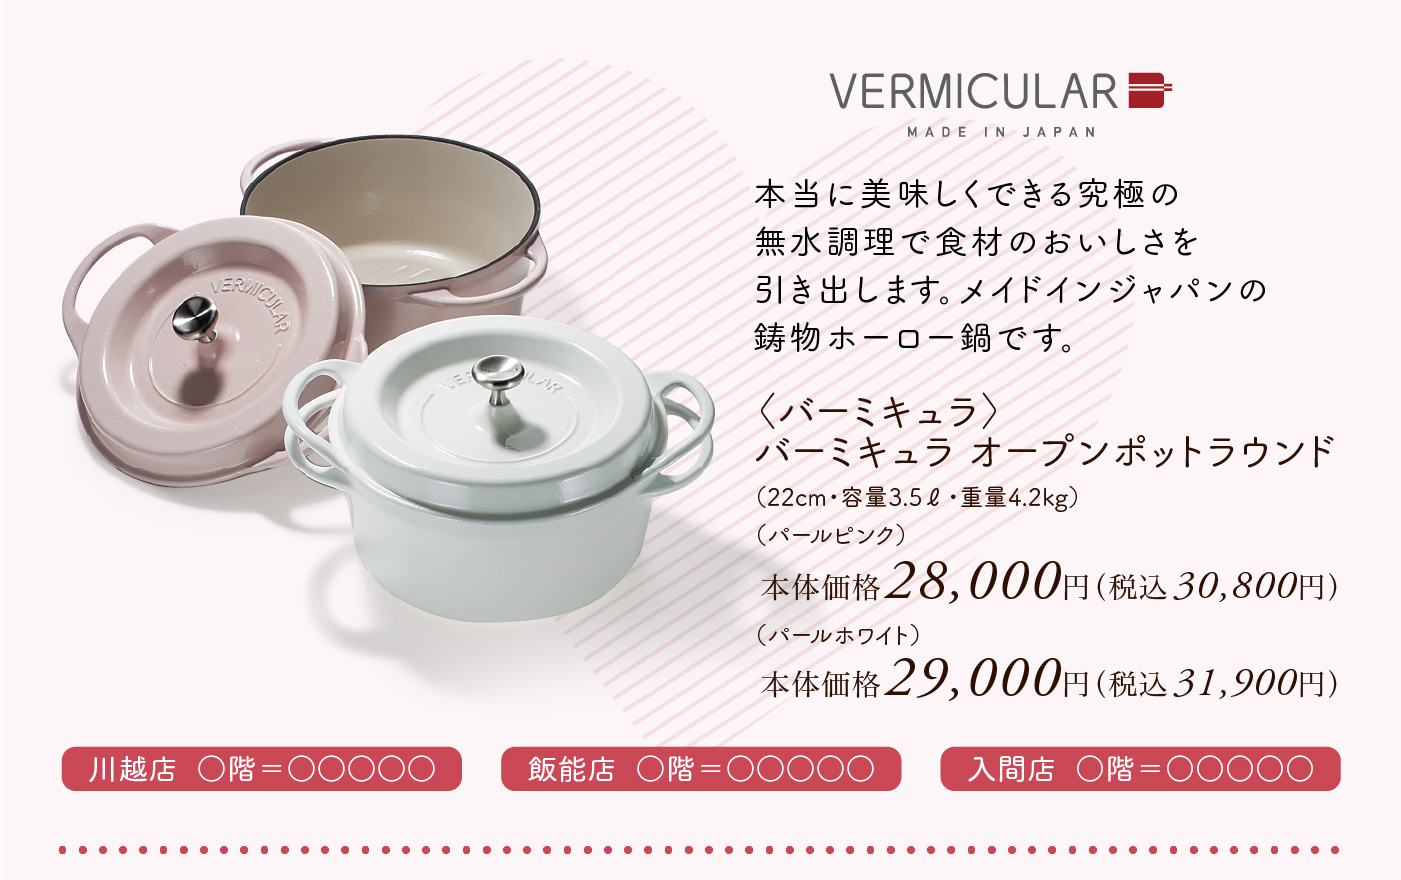 VERMICULAR
MADE IN JAPAN
本当に美味しくできる究極の
無水調理で食材のおいしさを
引き出します。メイドインジャパンの
鋳物ホーロー鍋です。
〈バーミキュラ〉
バーミキュラ オープンポットラウンド
（22cm・容量3.5ℓ・重量4.2kg）
（パールピンク）
本体価格28,000円（税込30,800円）
（パールホワイト）
本体価格29,000円（税込31,900円）
VERMICULAR
VERMICULAR
川越店 ○階＝○○○○○
飯能店 ○階＝○○○○○
入間店 ○階＝○○○○○